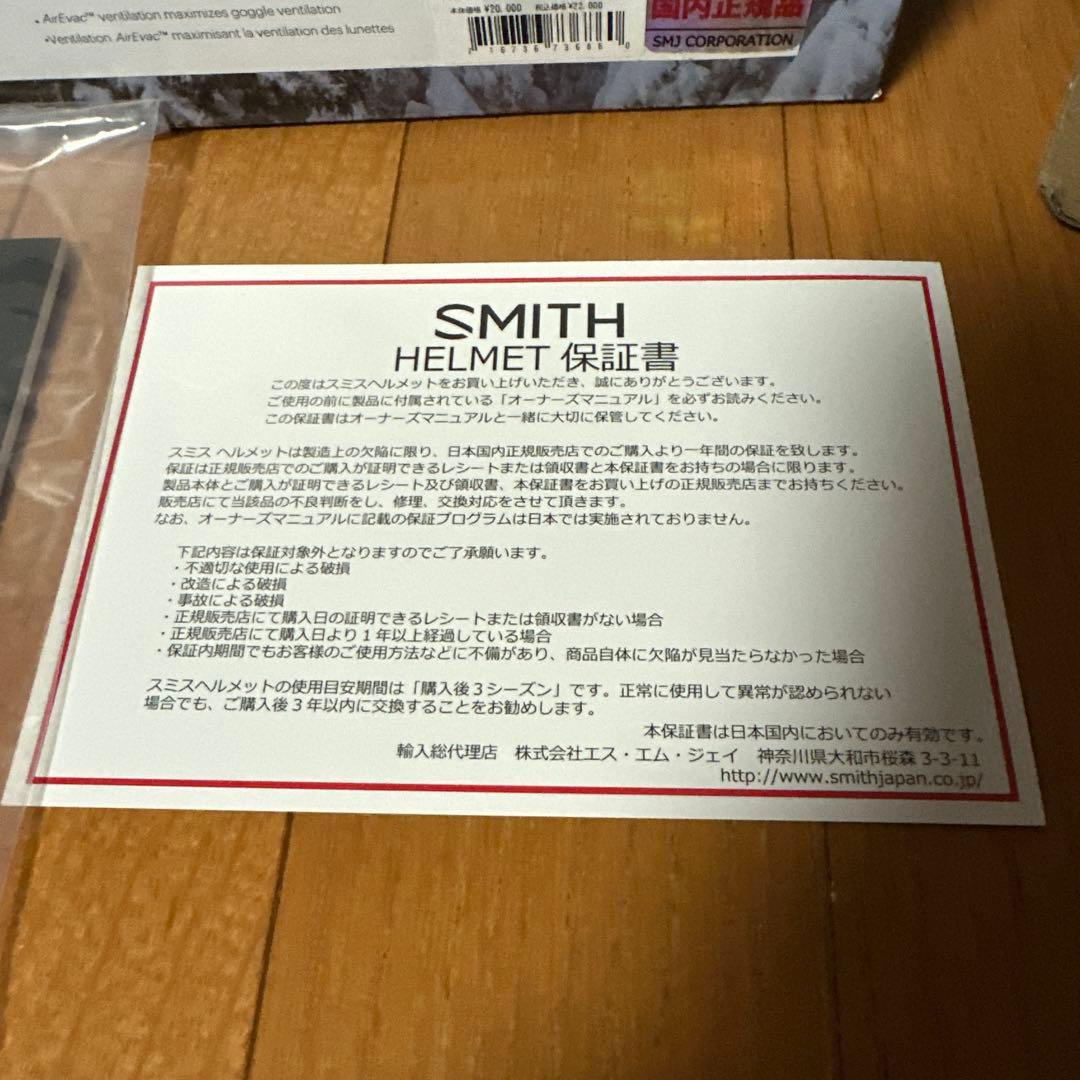 • AirEvac™ ventilation maximizes goggle ventilation
•Ventilation AirEvac™ maximisant la ventilation des lunettes
本体価格 ¥20,000 税込価格 ¥22,000
7 16736 73686 0
国内正規品
SMJ CORPORATION
SMITH
HELMET 保証書
この度はスミスヘルメットをお買い上げいただき、誠にありがとうございます。
ご使用の前に製品に付属されている「オーナーズマニュアル」を必ずお読みください。
この保証書はオーナーズマニュアルと一緒に大切に保管してください。
スミス ヘルメットは製造上の欠陥に限り、日本国内正規販売店でのご購入より一年間の保証を致します。
保証は正規販売店でのご購入が証明できるレシートまたは領収書と本保証書をお持ちの場合に限ります。
製品本体とご購入が証明できるレシート及び領収書、本保証書をお買い上げの正規販売店までお持ちください。
販売店にて当該品の不良判断をし、修理、交換対応をさせて頂きます。
なお、オーナーズマニュアルに記載の保証プログラムは日本では実施されておりません。
下記内容は保証対象外となりますのでご了承願います。
・不適切な使用による破損
・改造による破損
・事故による破損
・正規販売店にて購入日の証明できるレシートまたは領収書がない場合
・正規販売店にて購入日より１年以上経過している場合
・保証内期間でもお客様のご使用方法などに不備があり、商品自体に欠陥が見当たらなかった場合
スミスヘルメットの使用目安期間は「購入後３シーズン」です。正常に使用して異常が認められない
場合でも、ご購入後３年以内に交換することをお勧めします。
本保証書は日本国内においてのみ有効です。
輸入総代理店 株式会社エス・エム・ジェイ 神奈川県大和市桜森 3-3-11
http://www.smithjapan.co.jp/